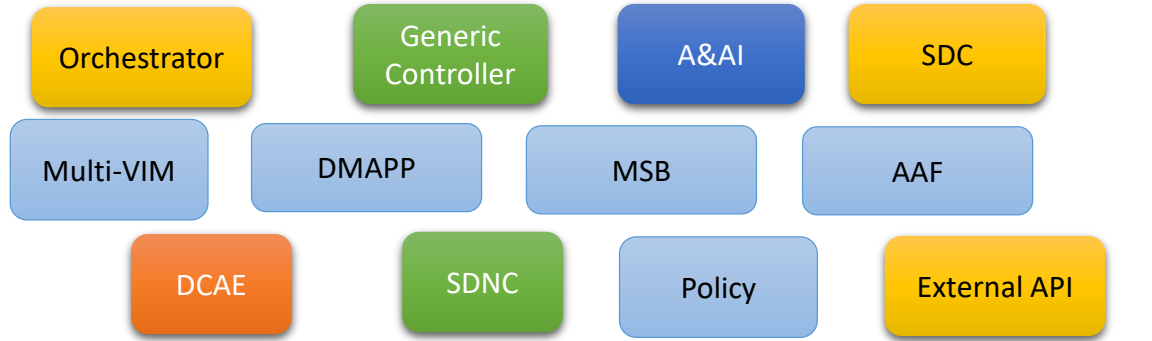 Orchestrator
Generic
Controller
A&AI
SDC
Multi-VIM
DMAPP
MSB
AAF
DCAE
SDNC
Policy
External API